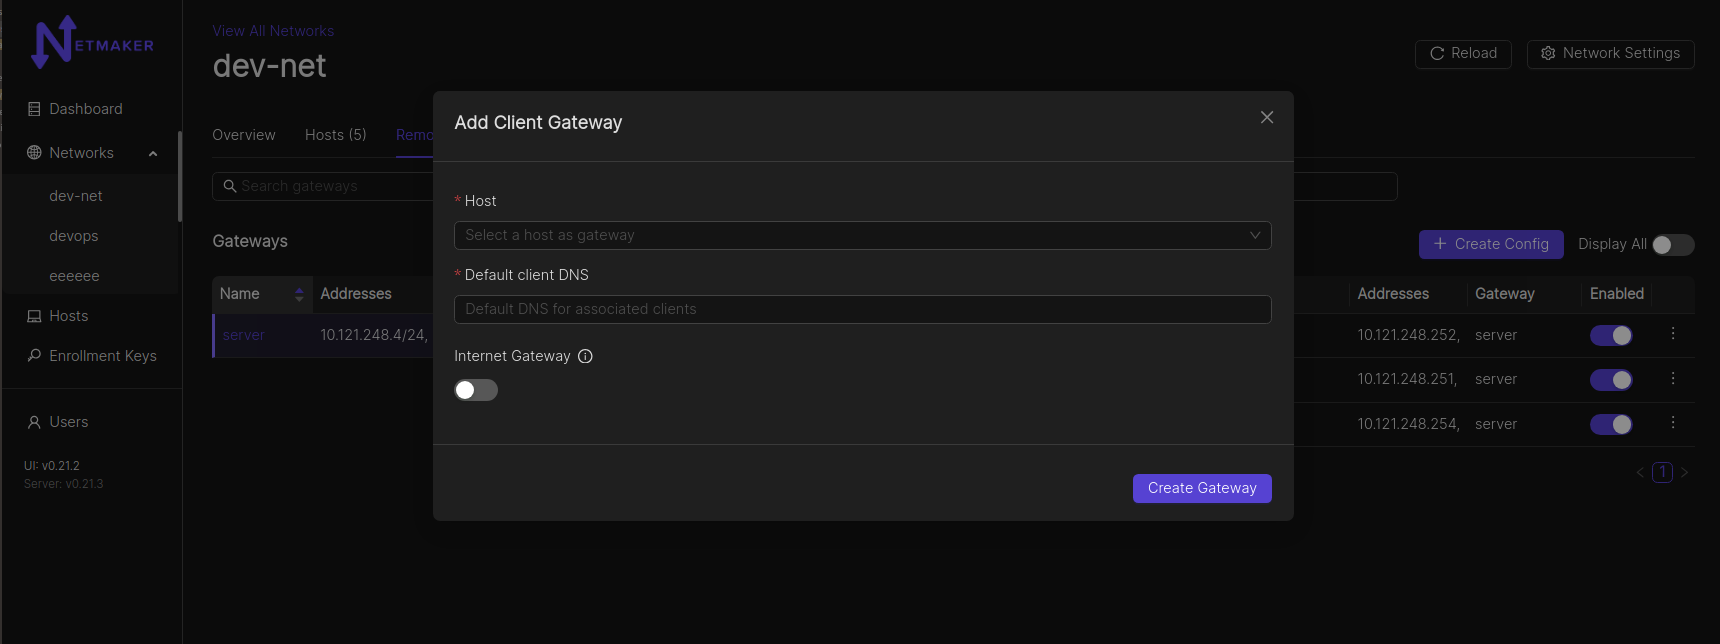 NETMAKER
Dashboard
Networks
dev-net
devops
eeeeee
Hosts
Enrollment Keys
Users
UI: v0.21.2
Server: v0.21.3
View All Networks
dev-net
Reload
Network Settings
Overview
Hosts (5)
Remo
Search gateways
Gateways
Create Config
Display All
Name
Addresses
server
10.121.248.4/24,
Addresses
Gateway
Enabled
10.121.248.252,
server
10.121.248.251,
server
10.121.248.254,
server
1
Add Client Gateway
* Host
Select a host as gateway
* Default client DNS
Default DNS for associated clients
Internet Gateway
Create Gateway